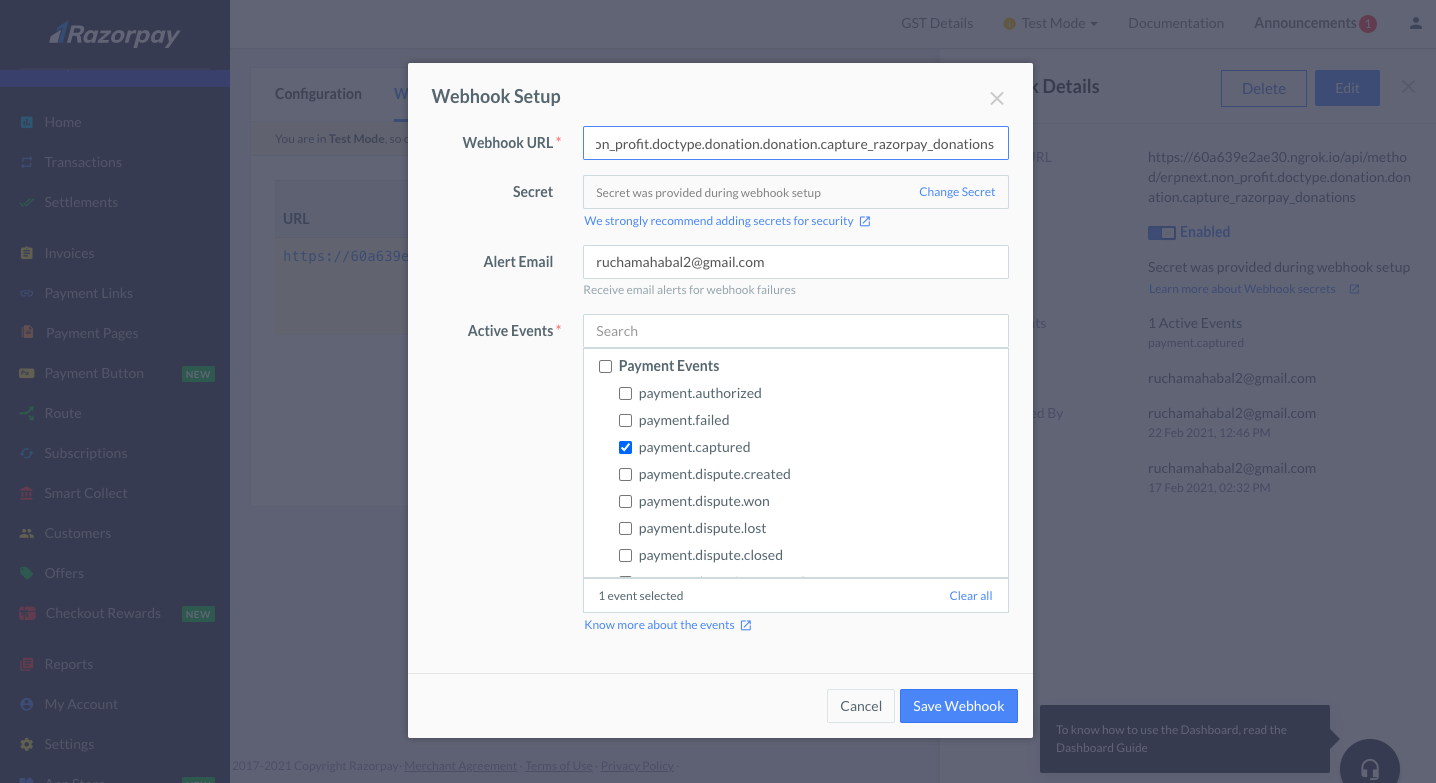 Razorpay
GST Details
Test Mode
Documentation
Announcements 1
Home
Transactions
Settlements
Invoices
Payment Links
Payment Pages
Payment Button NEW
Route
Subscriptions
Smart Collect
Customers
Offers
Checkout Rewards NEW
Reports
My Account
Settings
App Store
Configuration
W
You are in Test Mode, so
URL
https://60a639e
Webhook Setup
Webhook URL *
on_profit.doctype.donation.donation.capture_razorpay_donations
Secret
Secret was provided during webhook setup Change Secret
We strongly recommend adding secrets for security
Alert Email
ruchamahabal2@gmail.com
Receive email alerts for webhook failures
Active Events *
Search
Payment Events
payment.authorized
payment.failed
payment.captured
payment.dispute.created
payment.dispute.won
payment.dispute.lost
payment.dispute.closed
1 event selected Clear all
Know more about the events
Cancel Save Webhook
k Details
Delete
Edit
URL
https://60a639e2ae30.ngrok.io/api/metho
d/erpnext.non_profit.doctype.donation.don
ation.capture_razorpay_donations
Enabled
Secret was provided during webhook setup
Learn more about Webhook secrets
nts
1 Active Events
payment.captured
ruchamahabal2@gmail.com
ed By
ruchamahabal2@gmail.com
22 Feb 2021, 12:46 PM
ruchamahabal2@gmail.com
17 Feb 2021, 02:32 PM
To know how to use the Dashboard, read the
Dashboard Guide
2017-2021 Copyright Razorpay· Merchant Agreement · Terms of Use · Privacy Policy ·